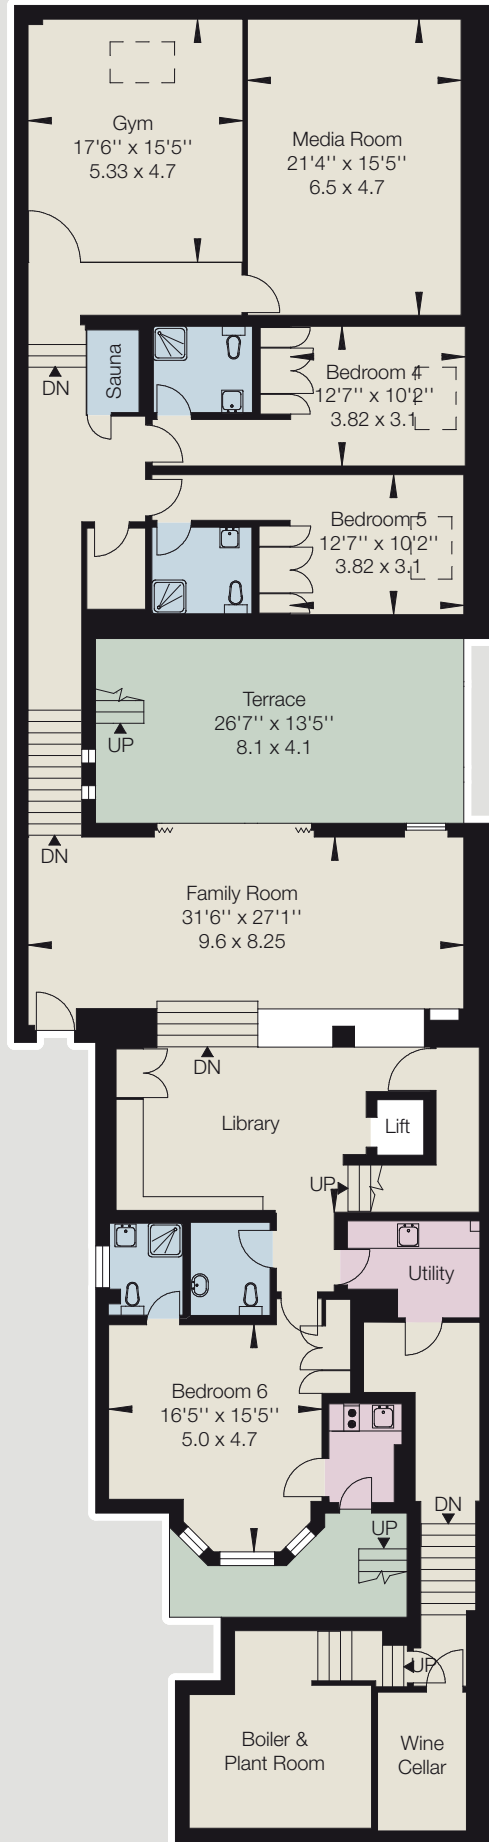 Gym
17'6'' x 15'5''
5.33 x 4.7
Media Room
21'4'' x 15'5''
6.5 x 4.7
Sauna
DN
Bedroom 4
12'7'' x 10'2''
3.82 x 3.1
Bedroom 5
12'7'' x 10'2''
3.82 x 3.1
Terrace
26'7'' x 13'5''
8.1 x 4.1
UP
DN
Family Room
31'6'' x 27'1''
9.6 x 8.25
DN
Library
Lift
UP
Utility
Bedroom 6
16'5'' x 15'5''
5.0 x 4.7
DN
UP
UP
Boiler &
Plant Room
Wine
Cellar